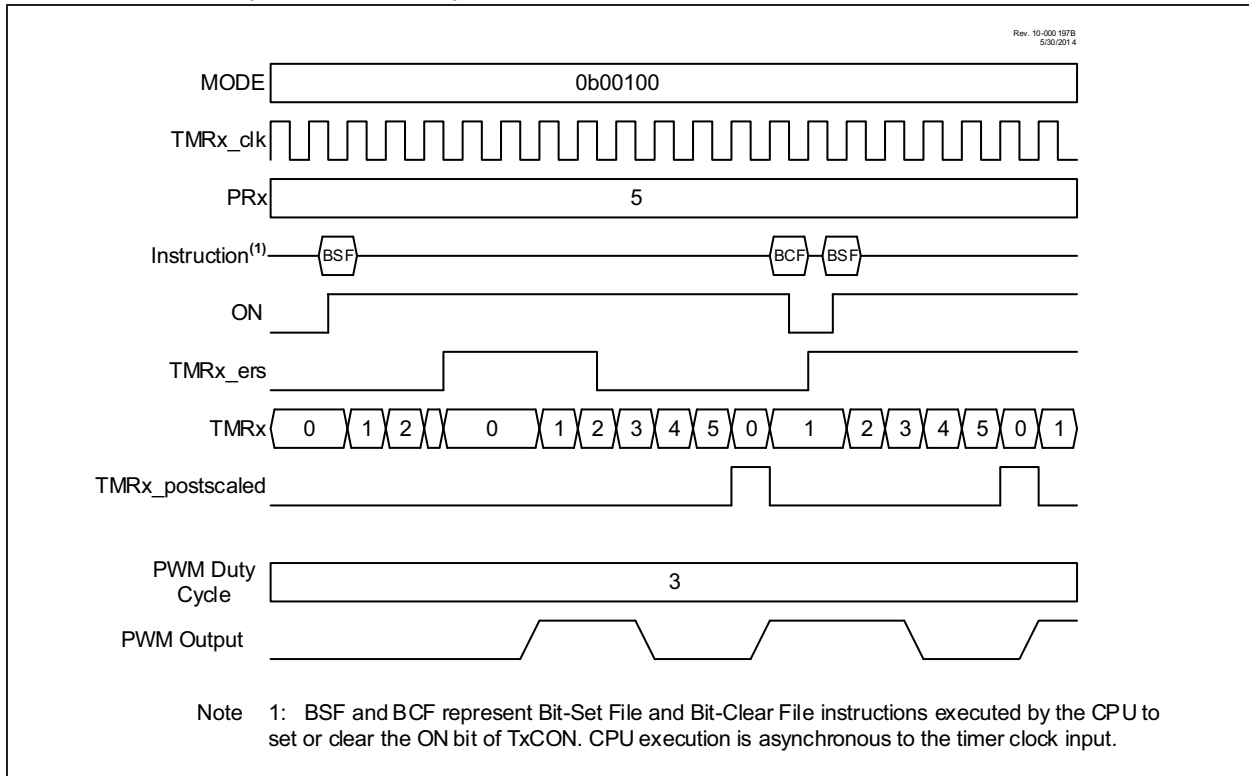 Rev. 10-000197B
5/30/2014
MODE 0b00100
TMRx_clk
PRx 5
Instruction(1) BSF BCF BSF
ON
TMRx_ers
TMRx 0 1 2 0 1 2 3 4 5 0 1 2 3 4 5 0 1
TMRx_postscaled
PWM Duty
Cycle
3
PWM Output
Note 1: BSF and BCF represent Bit-Set File and Bit-Clear File instructions executed by the CPU to
set or clear the ON bit of TxCON. CPU execution is asynchronous to the timer clock input.